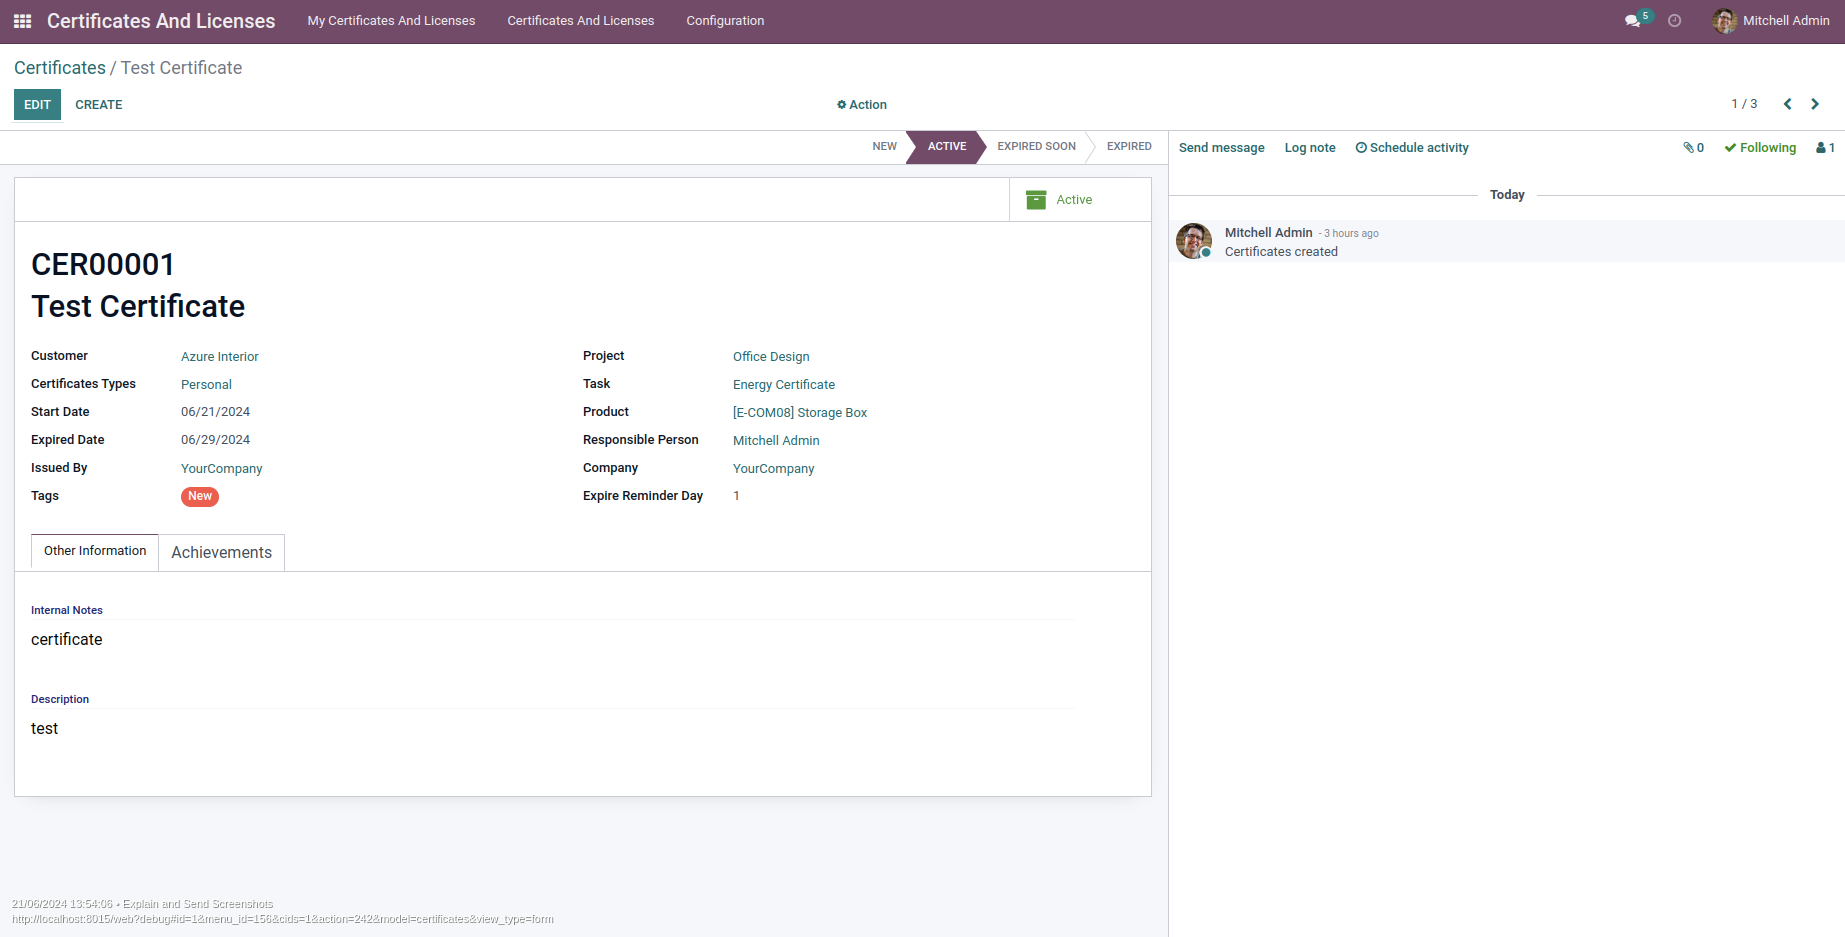 Certificates And Licenses My Certificates And Licenses Certificates And Licenses Configuration 5 Mitchell Admin
Certificates / Test Certificate
EDIT CREATE Action 1 / 3
NEW ACTIVE EXPIRED SOON EXPIRED
Send message Log note Schedule activity 0 Following 1
Active
Today
Mitchell Admin - 3 hours ago
Certificates created
CER00001
Test Certificate
Customer Azure Interior
Certificates Types Personal
Start Date 06/21/2024
Expired Date 06/29/2024
Issued By YourCompany
Tags New
Project Office Design
Task Energy Certificate
Product [E-COM08] Storage Box
Responsible Person Mitchell Admin
Company YourCompany
Expire Reminder Day 1
Other Information Achievements
Internal Notes
certificate
Description
test
21/06/2024 13:54:06 • Explain and Send Screenshots
http://localhost:8015/web?debug#id=1&menu_id=156&cids=1&action=242&model=certificates&view_type=form